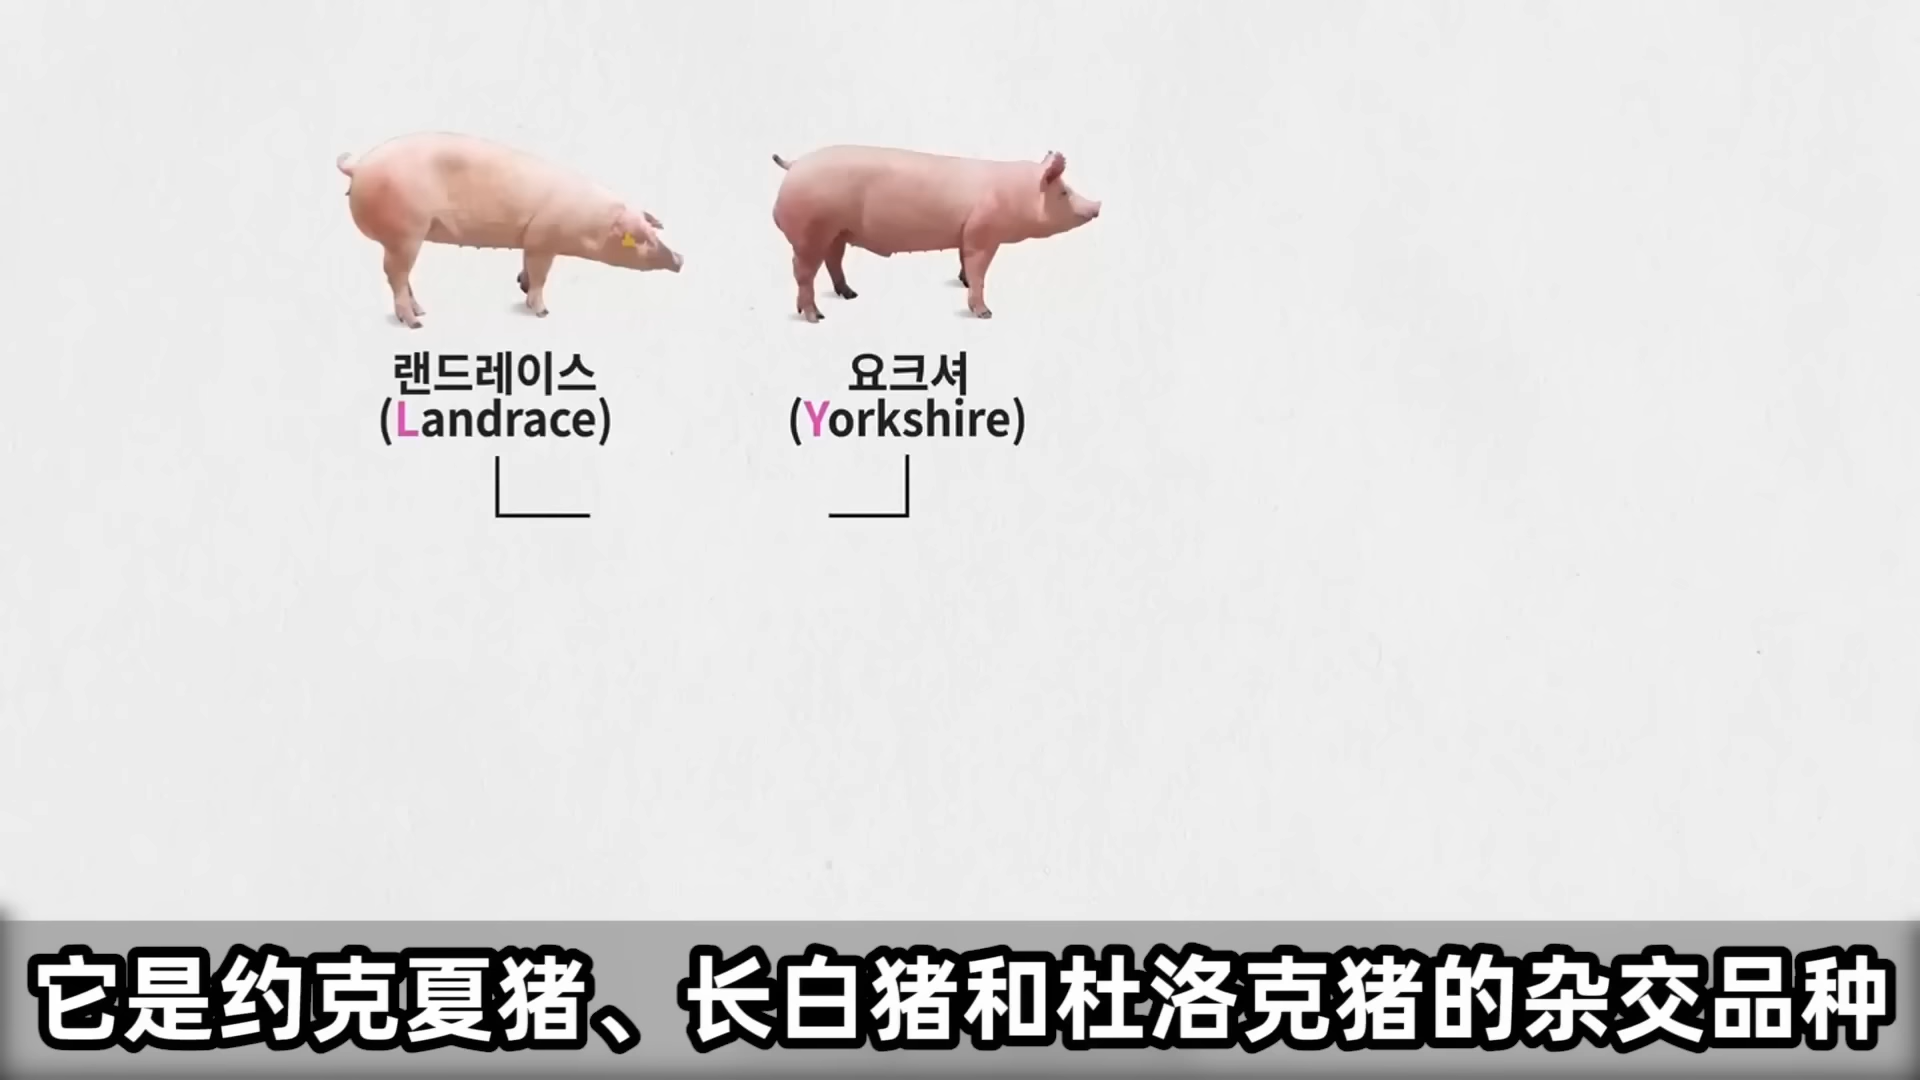 랜드레이스
(Landrace)
요크셔
(Yorkshire)
它是约克夏猪、长白猪和杜洛克猪的杂交品种